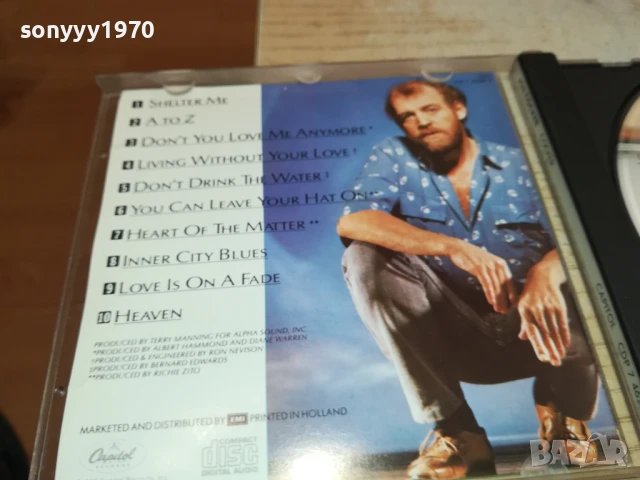 sonyyy1970
1 SHELTER ME
2 A TO Z
3 DON'T YOU LOVE ME ANYMORE*
4 LIVING WITHOUT YOUR LOVE‡
5 DON'T DRINK THE WATER‡
6 YOU CAN LEAVE YOUR HAT ON**
7 HEART OF THE MATTER**
8 INNER CITY BLUES
9 LOVE IS ON A FADE
10 HEAVEN
PRODUCED BY TERRY MANNING FOR ALPHA SOUND, INC.
*PRODUCED BY ALBERT HAMMOND AND DIANE WARREN
*PRODUCED & ENGINEERED BY RON NEVISON
‡PRODUCED BY BERNARD EDWARDS
**PRODUCED BY RICHIE ZITO
MARKETED AND DISTRIBUTED BY EMI PRINTED IN HOLLAND
Capitol
COMPACT
disc
DIGITAL AUDIO
CAPITOL
CDP 7
BAZAR